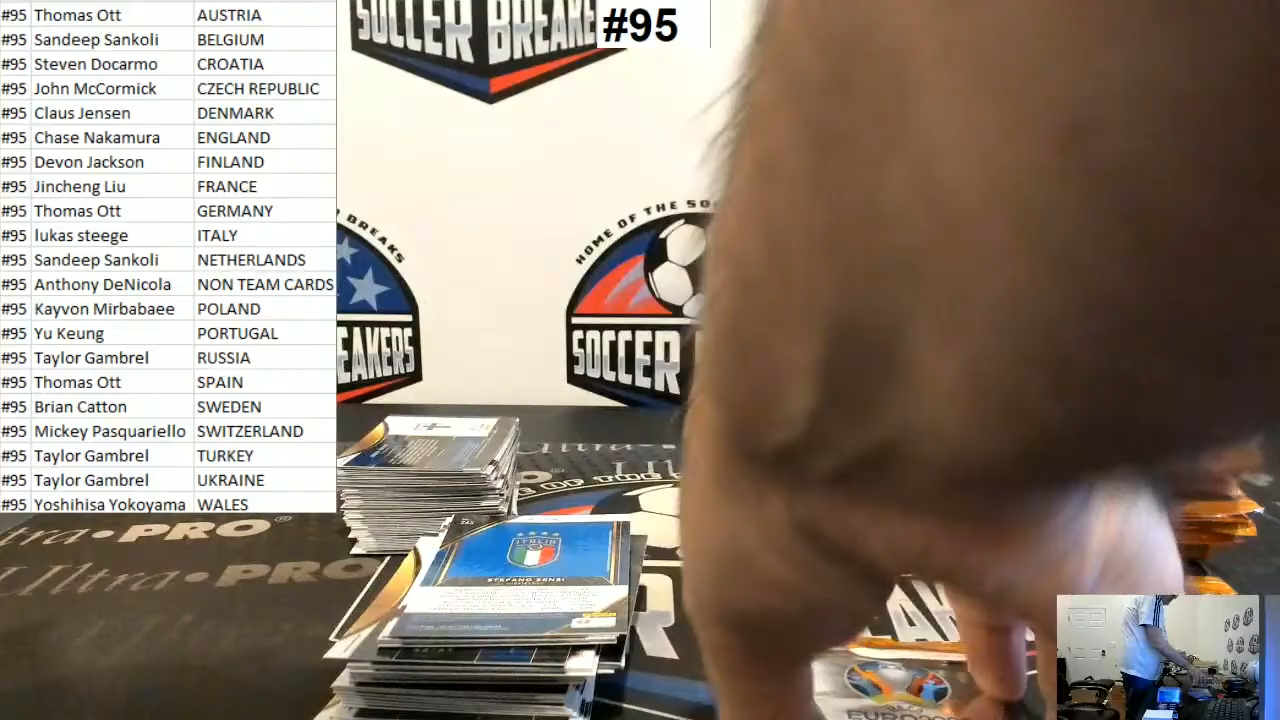 #95 Thomas Ott AUSTRIA
#95 Sandeep Sankoli BELGIUM
#95 Steven Docarmo CROATIA
#95 John McCormick CZECH REPUBLIC
#95 Claus Jensen DENMARK
#95 Chase Nakamura ENGLAND
#95 Devon Jackson FINLAND
#95 Jincheng Liu FRANCE
#95 Thomas Ott GERMANY
#95 lukas steege ITALY
#95 Sandeep Sankoli NETHERLANDS
#95 Anthony DeNicola NON TEAM CARDS
#95 Kayvon Mirbabaee POLAND
#95 Yu Keung PORTUGAL
#95 Taylor Gambrel RUSSIA
#95 Thomas Ott SPAIN
#95 Brian Catton SWEDEN
#95 Mickey Pasquariello SWITZERLAND
#95 Taylor Gambrel TURKEY
#95 Taylor Gambrel UKRAINE
#95 Yoshihisa Yokoyama WALES
SOCCER BREAKE
#95
BREAKS
EAKERS
HOME OF THE SO
SOCCER
tra•PRO®
Ultra•PRO
ITALIA
STEFANO SENSI